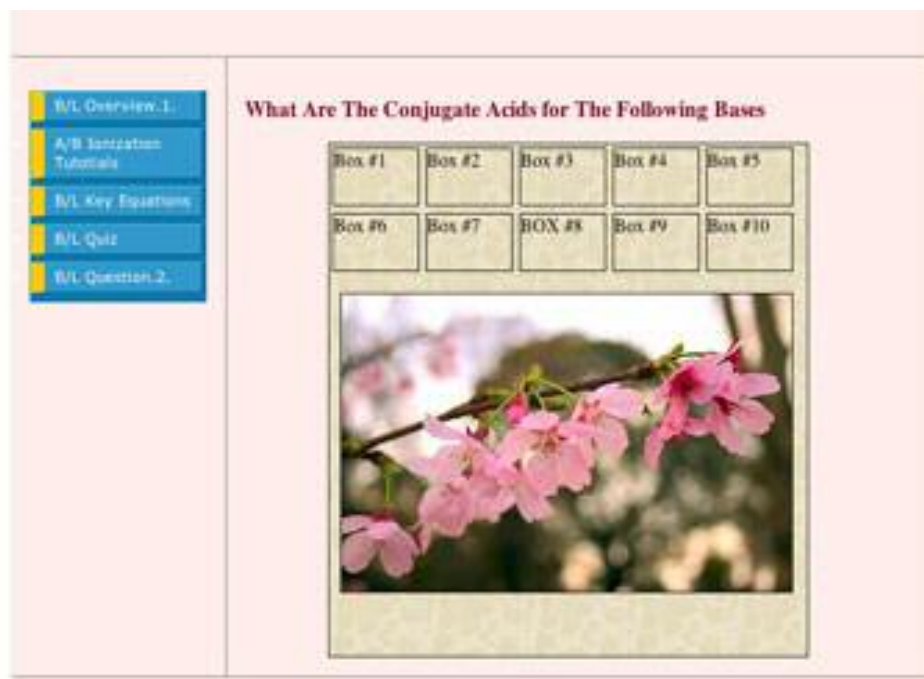 What Are The Conjugate Acids for The Following Bases
B/L Overview.1.
A/B Ionization
Tutorials
B/L Key Equations
B/L Quiz
B/L Question.2.
Box #1 Box #2 Box #3 Box #4 Box #5
Box #6 Box #7 BOX #8 Box #9 Box #10